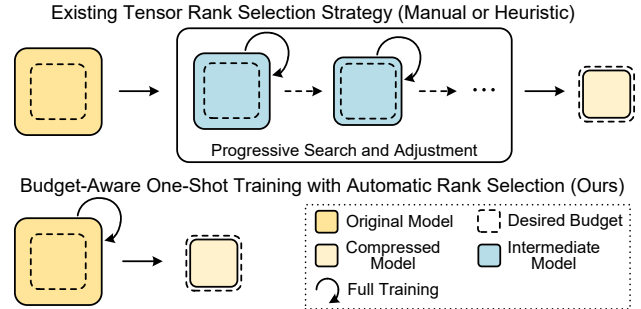 Existing Tensor Rank Selection Strategy (Manual or Heuristic)
...
Progressive Search and Adjustment
Budget-Aware One-Shot Training with Automatic Rank Selection (Ours)
Original Model
Desired Budget
Compressed Model
Intermediate Model
Full Training